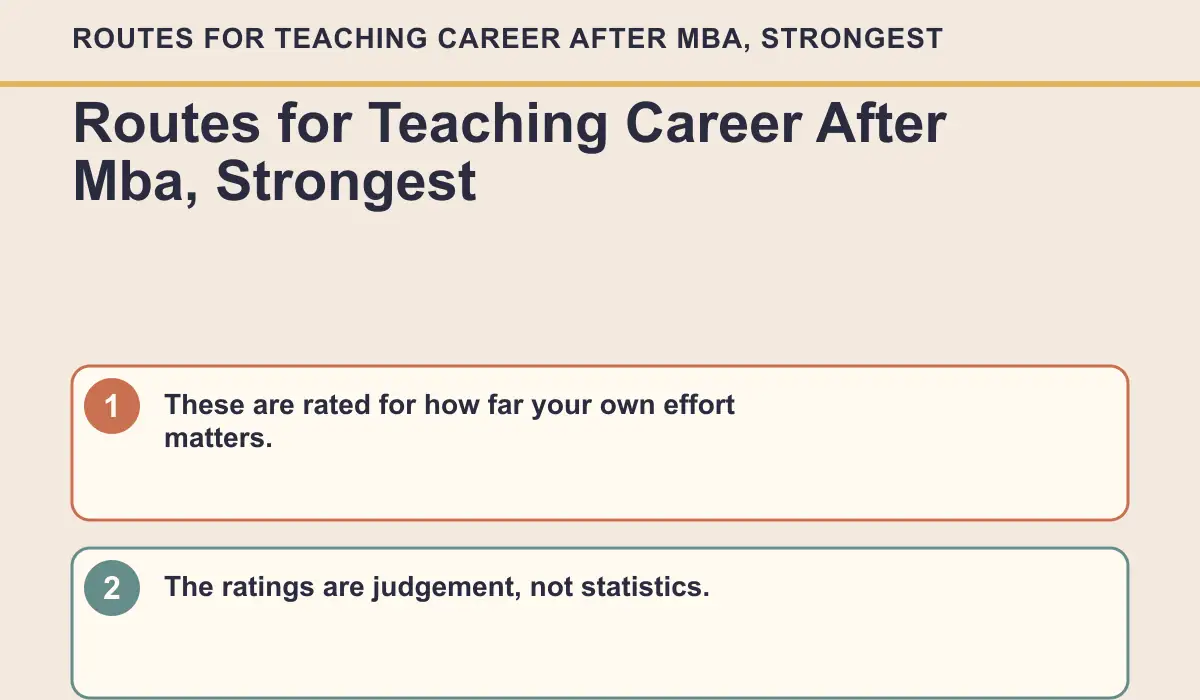 ROUTES FOR TEACHING CAREER AFTER MBA, STRONGEST
Routes for Teaching Career After
Mba, Strongest
1
These are rated for how far your own effort
matters.
2
The ratings are judgement, not statistics.